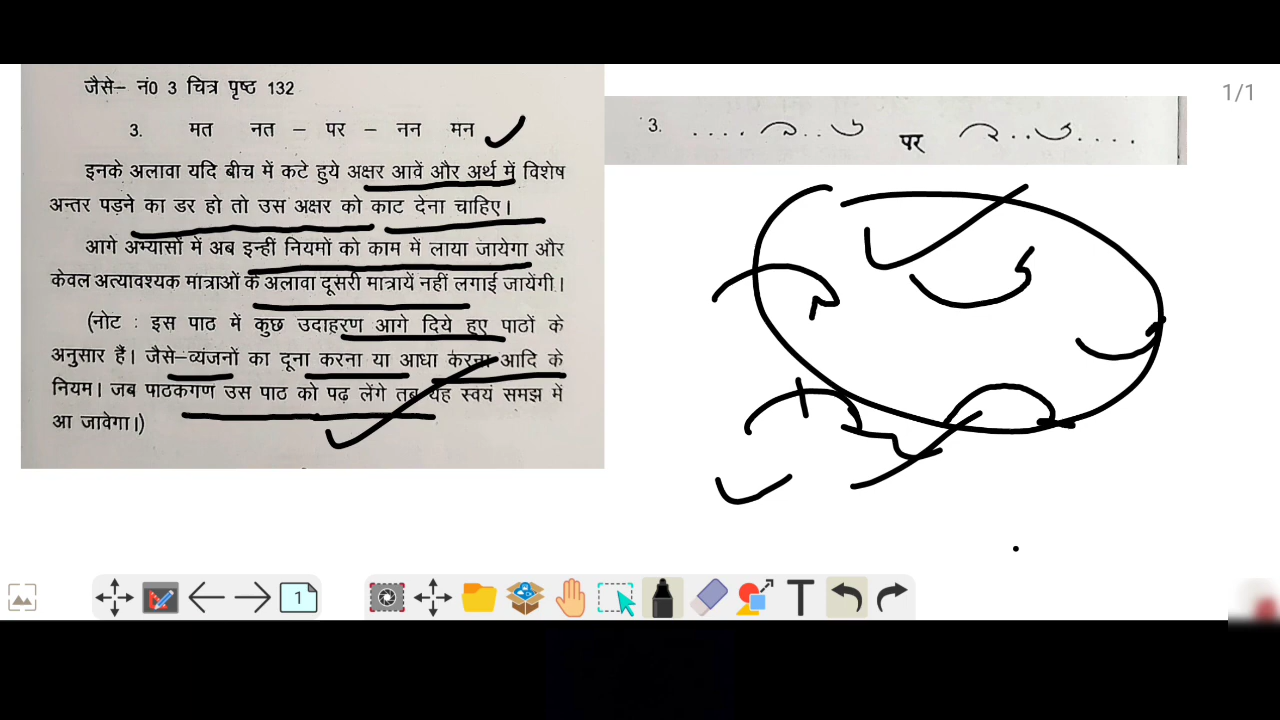 जैसे– नं0 3 चित्र पृष्ठ 132
3. मत नत – पर – नन मन
इनके अलावा यदि बीच में कटे हुये अक्षर आवें और अर्थ में विशेष
अन्तर पड़ने का डर हो तो उस अक्षर को काट देना चाहिए।
आगे अभ्यासों में अब इन्हीं नियमों को काम में लाया जायेगा और
केवल अत्यावश्यक मात्राओं के अलावा दूसरी मात्रायें नहीं लगाई जायेंगी।
(नोट : इस पाठ में कुछ उदाहरण आगे दिये हुए पाठों के
अनुसार हैं। जैसे–व्यंजनों का दूना करना या आधा करना आदि के
नियम। जब पाठकगण उस पाठ को पढ़ लेंगे तब यह स्वयं समझ में
आ जावेगा।)
1/1
3. पर
1
T